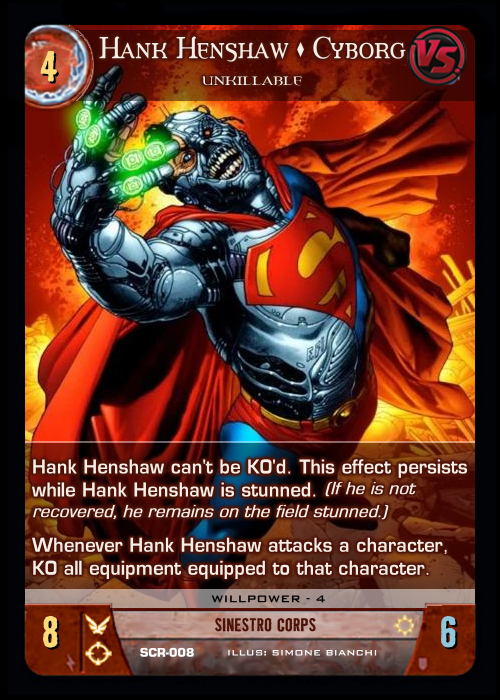 4
HANK HENSHAW ♦ CYBORG
VS
UNKILLABLE
Hank Henshaw can't be KO'd. This effect persists
while Hank Henshaw is stunned. (If he is not
recovered, he remains on the field stunned.)
Whenever Hank Henshaw attacks a character,
KO all equipment equipped to that character.
WILLPOWER - 4
8
SINESTRO CORPS
6
SCR-008
ILLUS: SIMONE BIANCHI